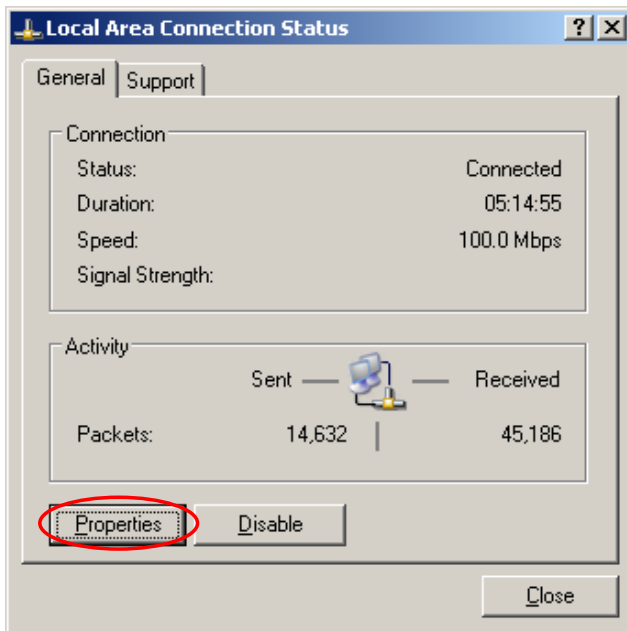 Local Area Connection Status
General Support
Connection
Status: Connected
Duration: 05:14:55
Speed: 100.0 Mbps
Signal Strength:
Activity
Sent Received
Packets: 14,632 45,186
Properties Disable
Close